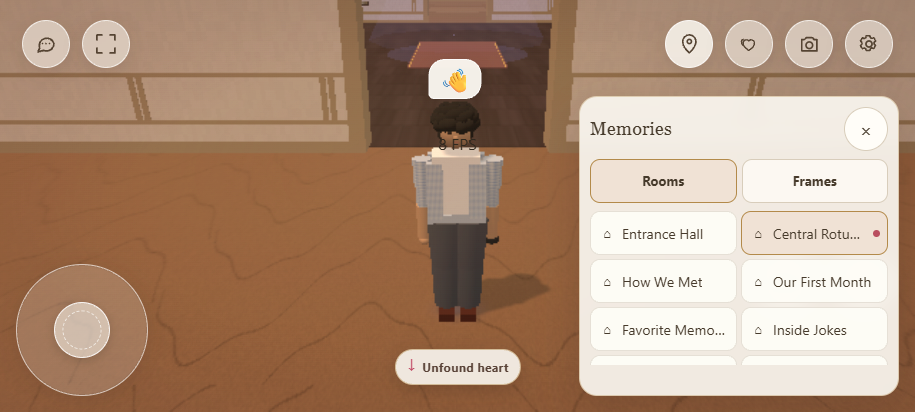 8 FPS
Memories
Rooms
Frames
Entrance Hall
Central Rotu...
How We Met
Our First Month
Favorite Memo...
Inside Jokes
Unfound heart